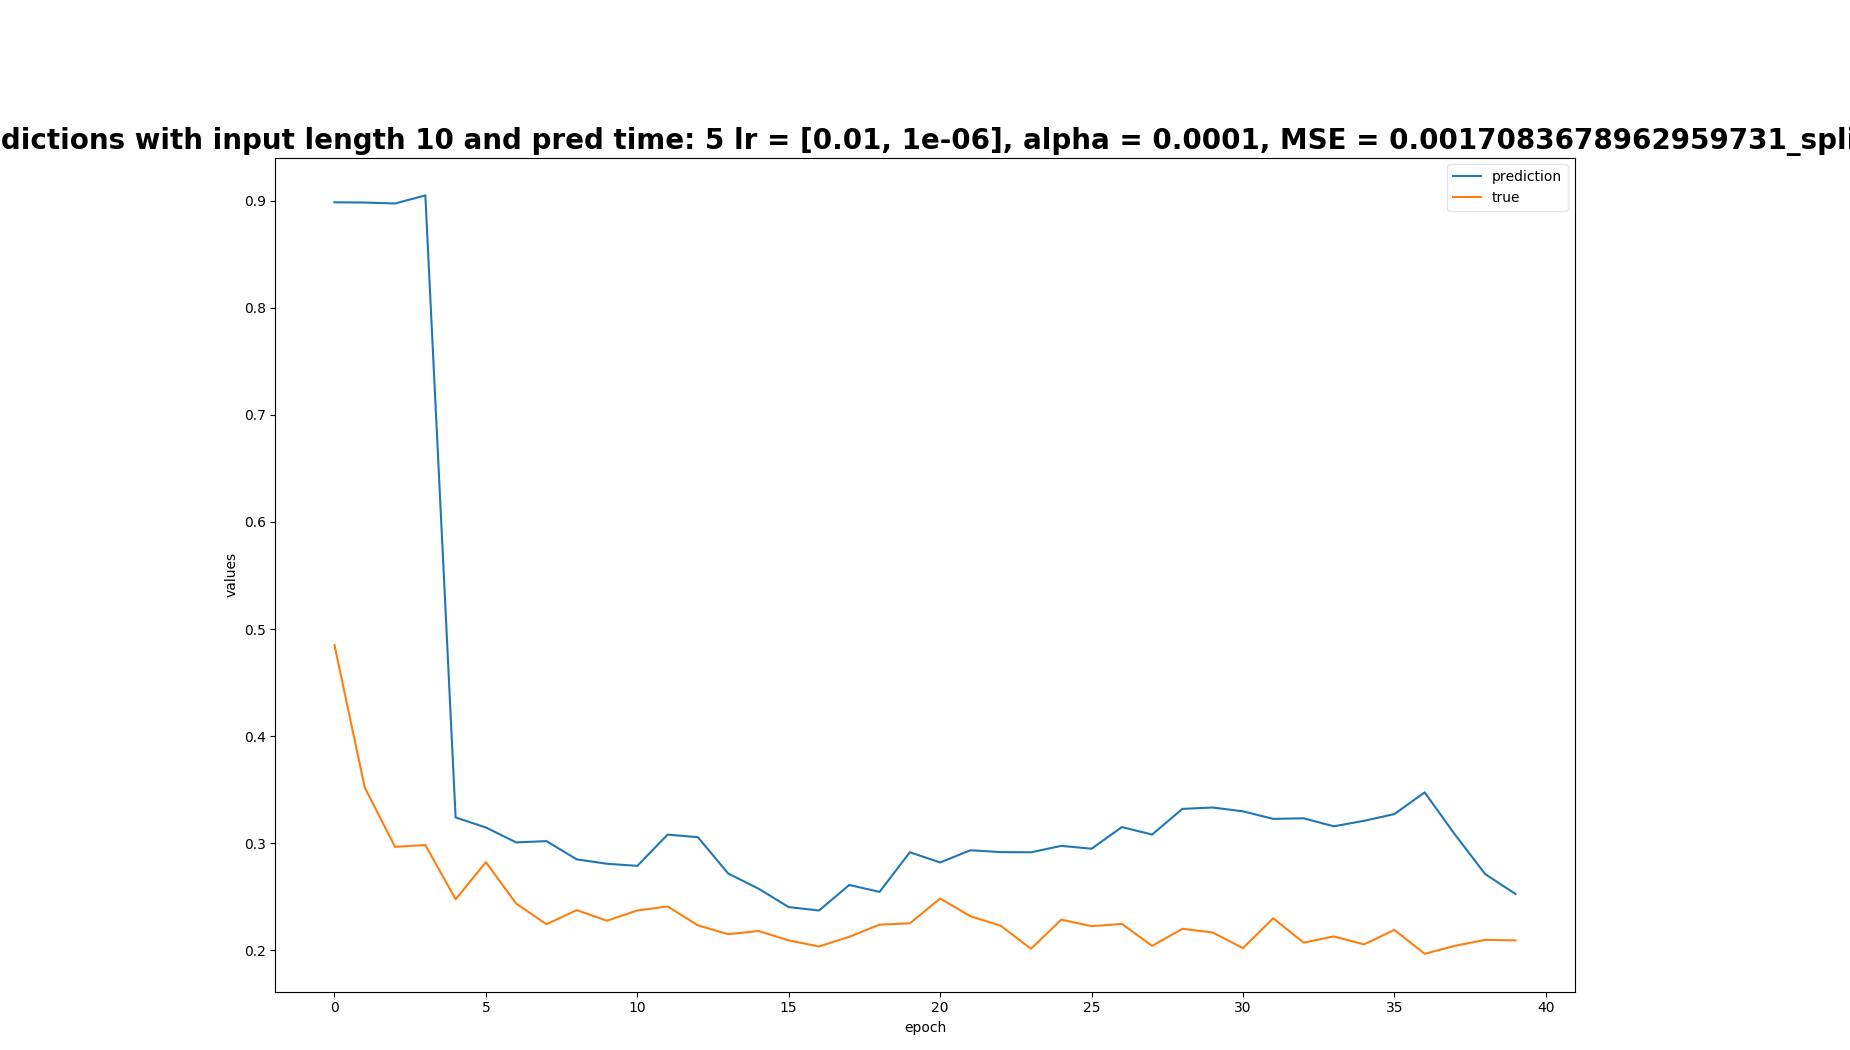 dictions with input length 10 and pred time: 5 lr = [0.01, 1e-06], alpha = 0.0001, MSE = 0.0017083678962959731_spli
prediction
true
0.9
0.8
0.7
0.6
0.5
0.4
0.3
0.2
values
0 5 10 15 20 25 30 35 40
epoch